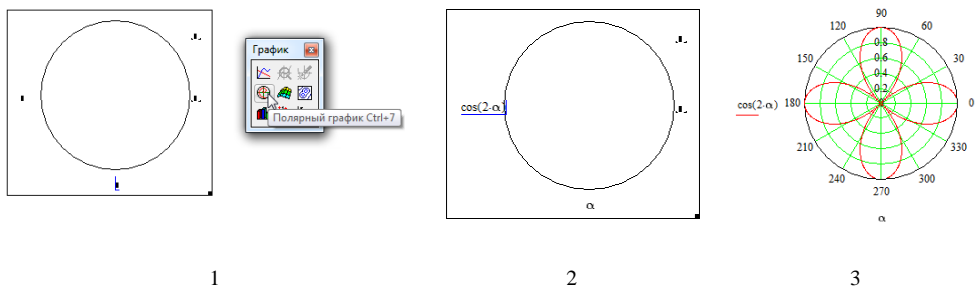 График
Полярный график Ctrl+7
1
cos(2·α)
α
2
90
120 60
0.8
0.6
150 30
0.4
0.2
cos(2·α) 180 0 0
210 330
240 300
270
α
3